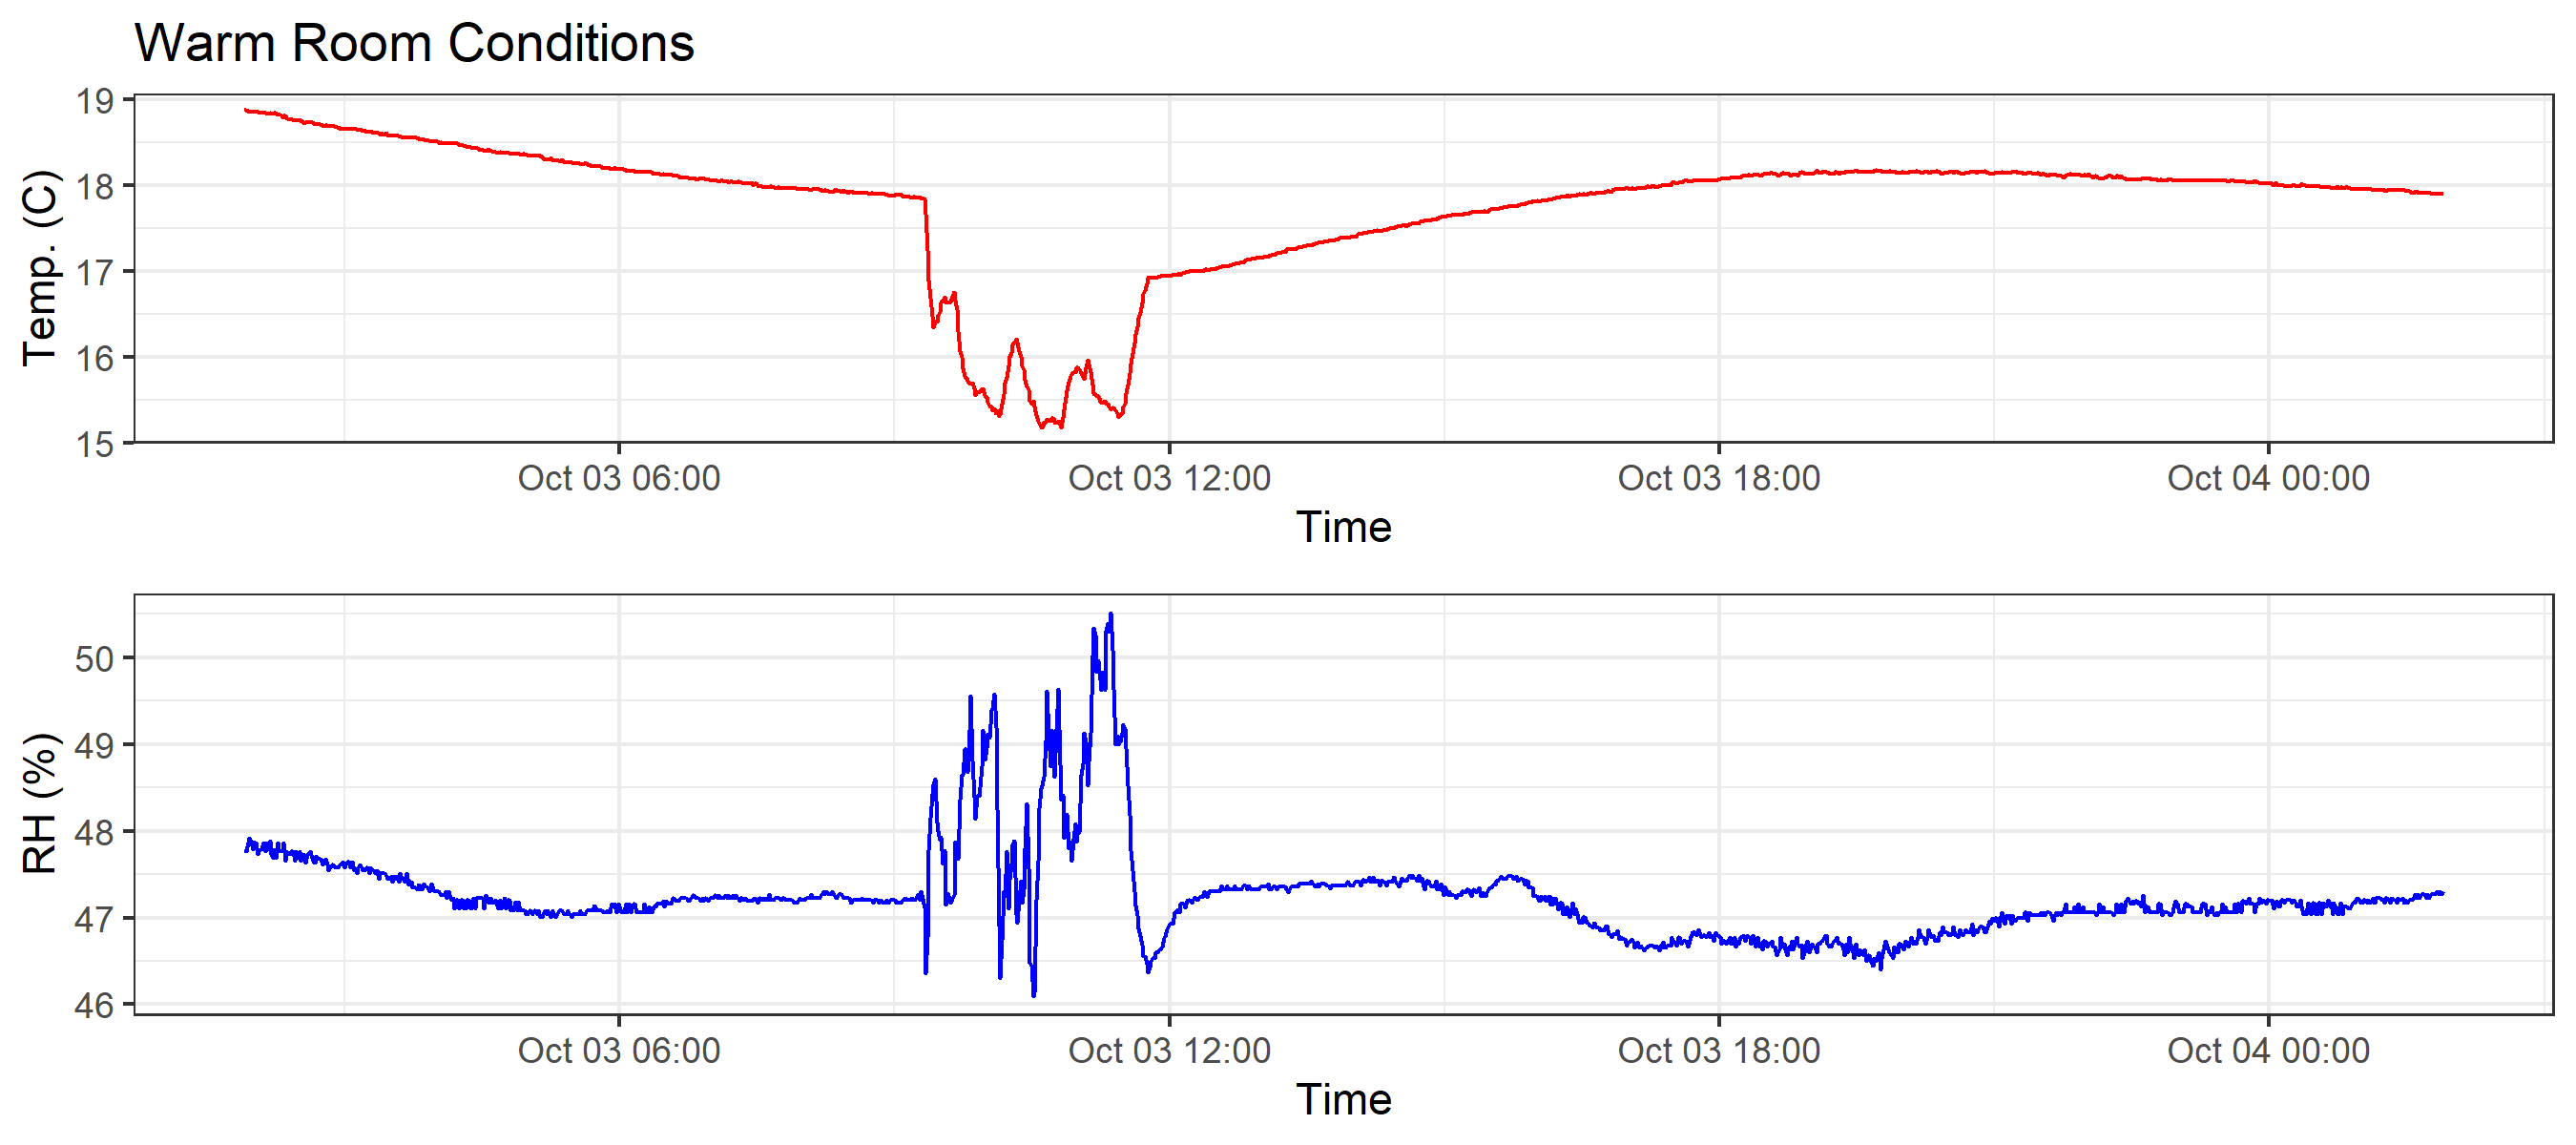 Warm Room Conditions
19
18
17
16
15
Temp. (C)
Oct 03 06:00 Oct 03 12:00 Oct 03 18:00 Oct 04 00:00
Time
50
49
48
47
46
RH (%)
Oct 03 06:00 Oct 03 12:00 Oct 03 18:00 Oct 04 00:00
Time